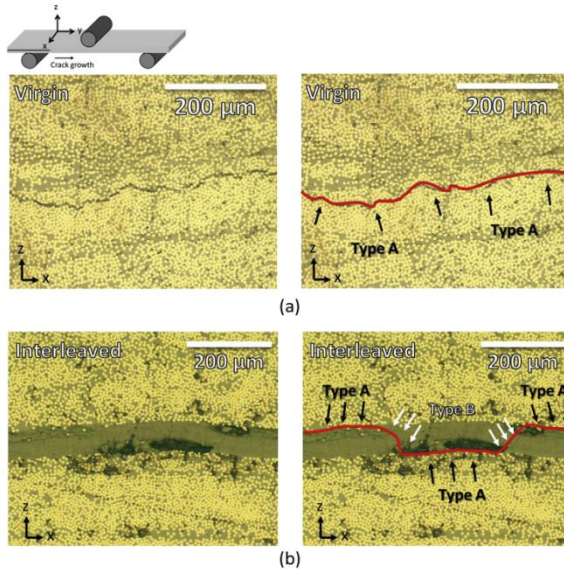 z
y
x
Crack growth
Virgin
200 µm
z
x
Virgin
200 µm
Type A
Type A
z
x
(a)
Interleaved
200 µm
z
x
Interleaved
200 µm
Type A
Type B
Type A
Type A
z
x
(b)